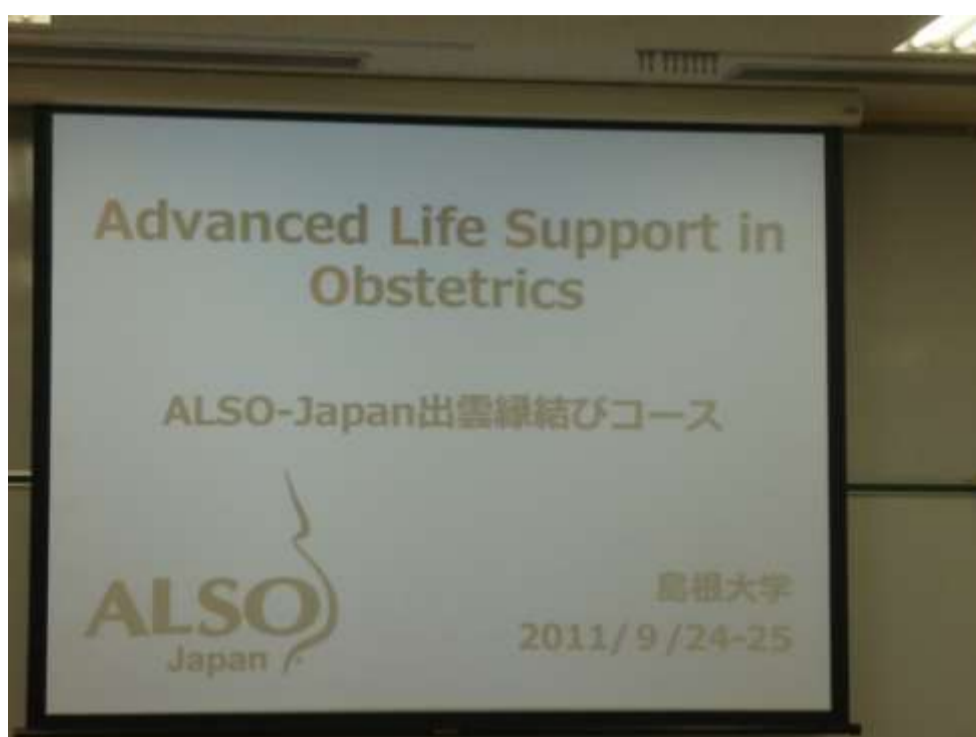 Advanced Life Support in
Obstetrics
ALSO-Japan出雲縁結びコース
ALSO
Japan
島根大学
2011/9/24-25